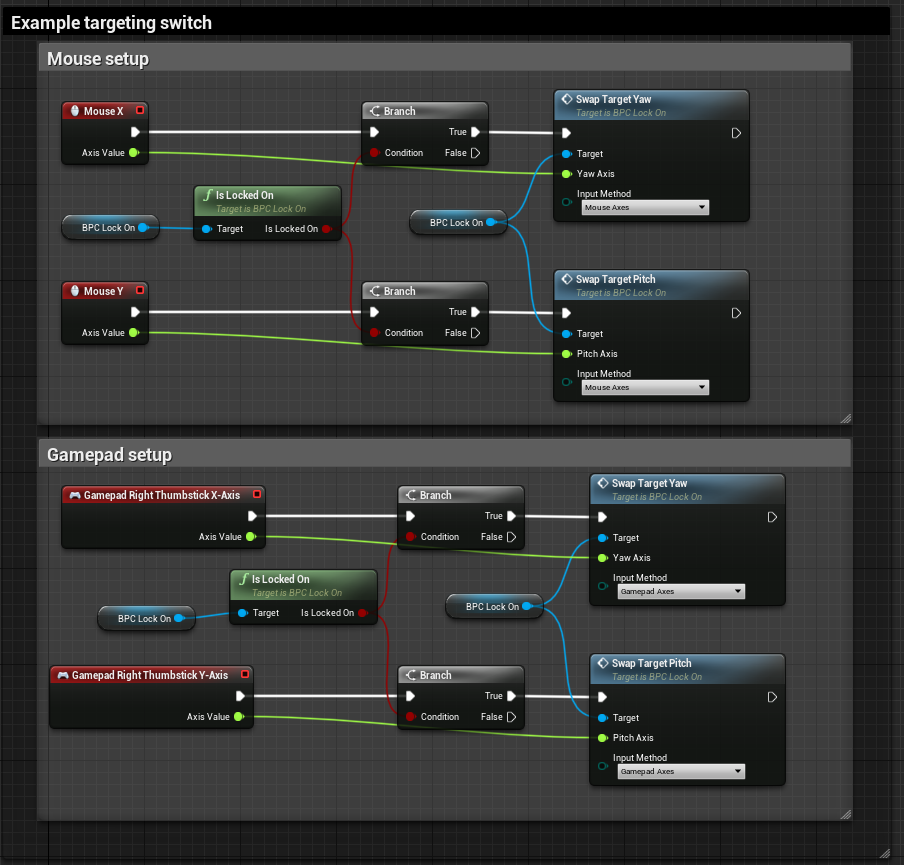 Example targeting switch
Mouse setup
Mouse X
Axis Value
Branch
True
Condition
False
Swap Target Yaw
Target is BPC Lock On
Target
Yaw Axis
Input Method
Mouse Axes
BPC Lock On
Is Locked On
Target is BPC Lock On
Target
Is Locked On
BPC Lock On
Mouse Y
Axis Value
Branch
True
Condition
False
Swap Target Pitch
Target is BPC Lock On
Target
Pitch Axis
Input Method
Mouse Axes
Gamepad setup
Gamepad Right Thumbstick X-Axis
Axis Value
Branch
True
Condition
False
Swap Target Yaw
Target is BPC Lock On
Target
Yaw Axis
Input Method
Gamepad Axes
BPC Lock On
Is Locked On
Target is BPC Lock On
Target
Is Locked On
BPC Lock On
Gamepad Right Thumbstick Y-Axis
Axis Value
Branch
True
Condition
False
Swap Target Pitch
Target is BPC Lock On
Target
Pitch Axis
Input Method
Gamepad Axes